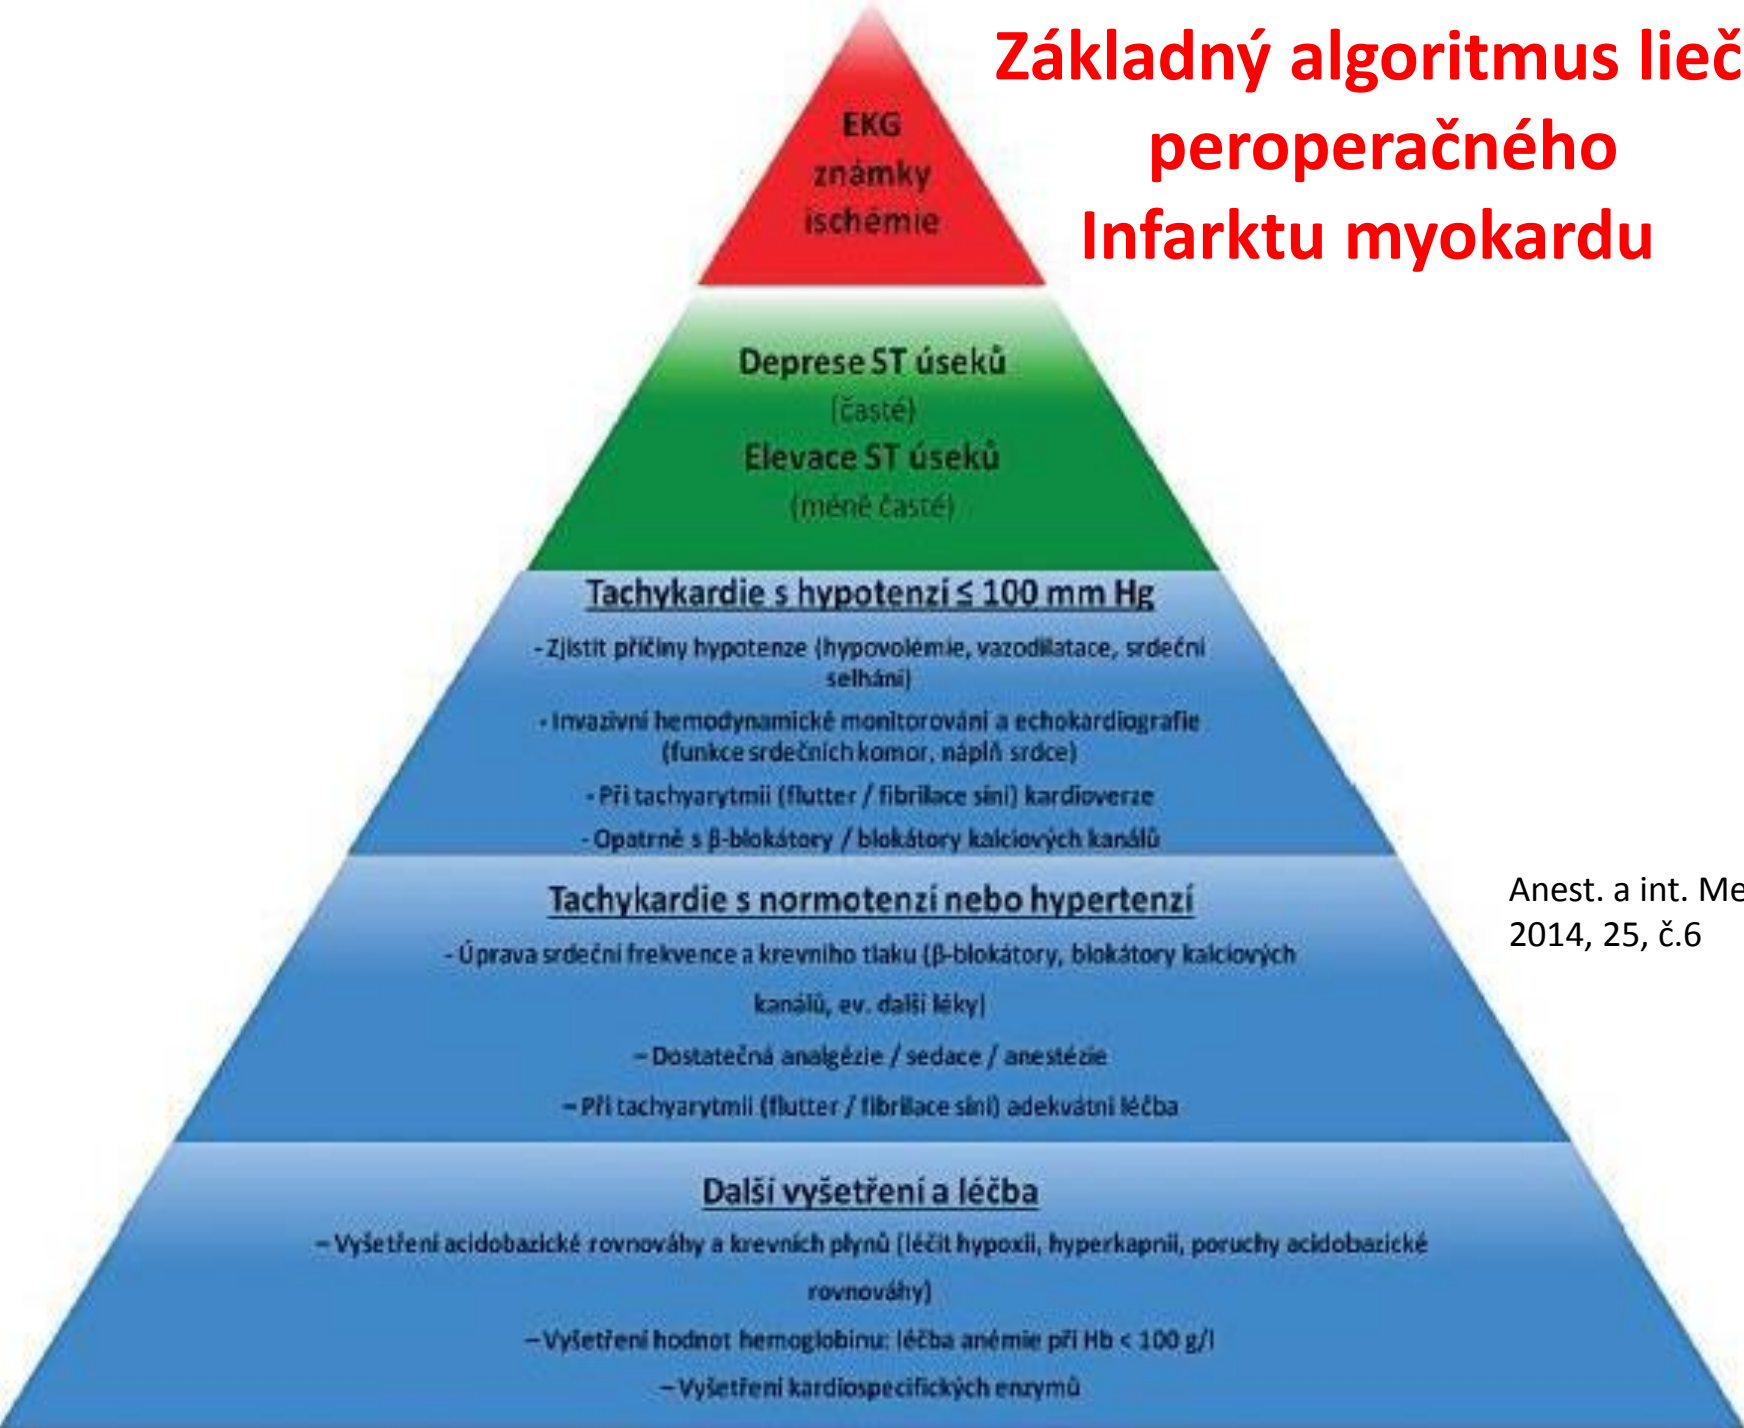 Základný algoritmus lieč
peroperačného
Infarktu myokardu
EKG
známky
ischémie
Deprese ST úseků
(časté)
Elevace ST úseků
(méně časté)
Tachykardie s hypotenzí ≤ 100 mm Hg
- Zjistit příčiny hypotenze (hypovolémie, vazodilatace, srdeční
selhání)
- Invazivní hemodynamické monitorování a echokardiografie
(funkce srdečních komor, náplň srdce)
- Při tachyarytmii (flutter / fibrilace síní) kardioverze
- Opatrně s β-blokátory / blokátory kalciových kanálů
Tachykardie s normotenzí nebo hypertenzí
- Úprava srdeční frekvence a krevního tlaku (β-blokátory, blokátory kalciových
kanálů, ev. další léky)
– Dostatečná analgézie / sedace / anestézie
– Při tachyarytmii (flutter / fibrilace síní) adekvátní léčba
Anest. a int. Me
2014, 25, č.6
Další vyšetření a léčba
– Vyšetření acidobazické rovnováhy a krevních plynů (léčit hypoxii, hyperkapnii, poruchy acidobazické
rovnováhy)
– Vyšetření hodnot hemoglobinu: léčba anémie při Hb < 100 g/l
– Vyšetření kardiospecifických enzymů